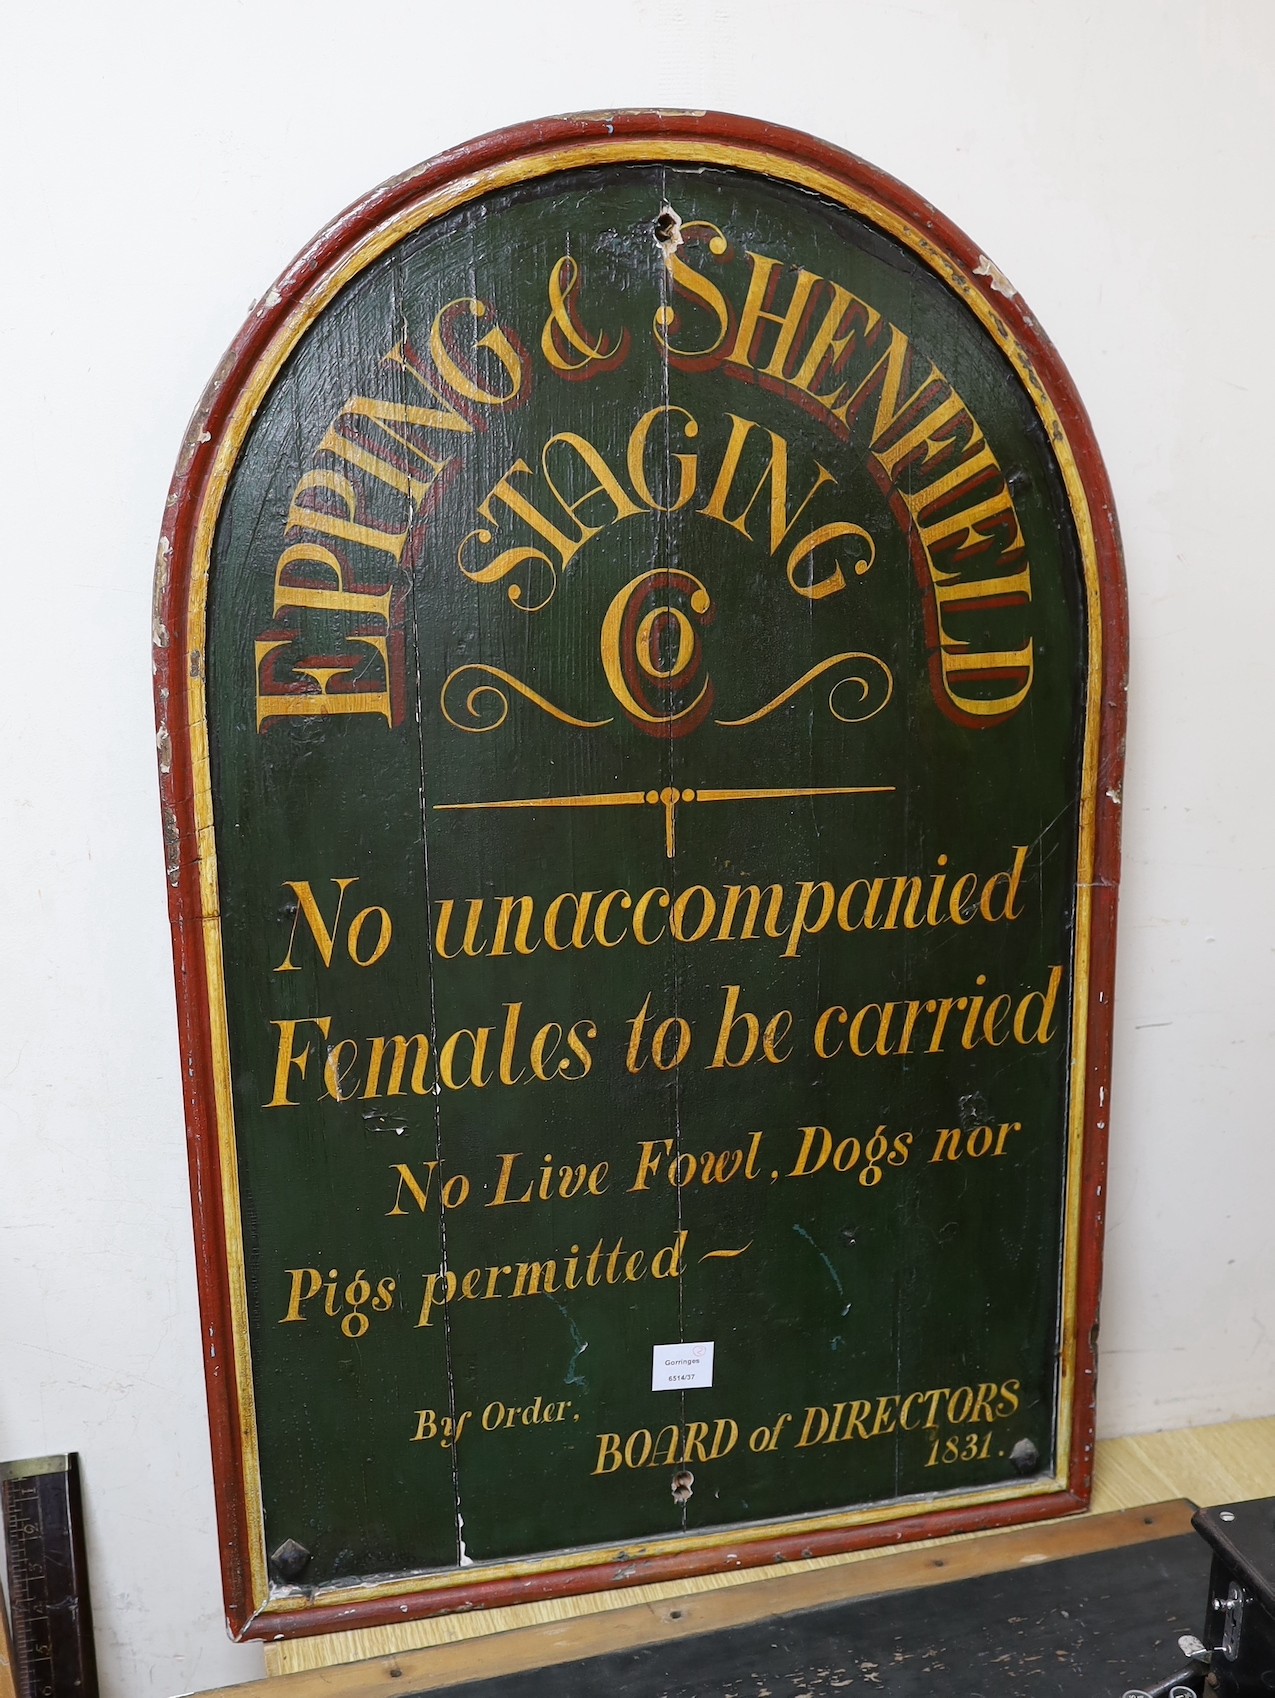 EPPING & SHENFIELD
STAGING
Co
No unaccompanied
Females to be carried
No Live Fowl, Dogs nor
Pigs permitted ~
Gorringes
6514/37
By Order,
BOARD of DIRECTORS
1831.